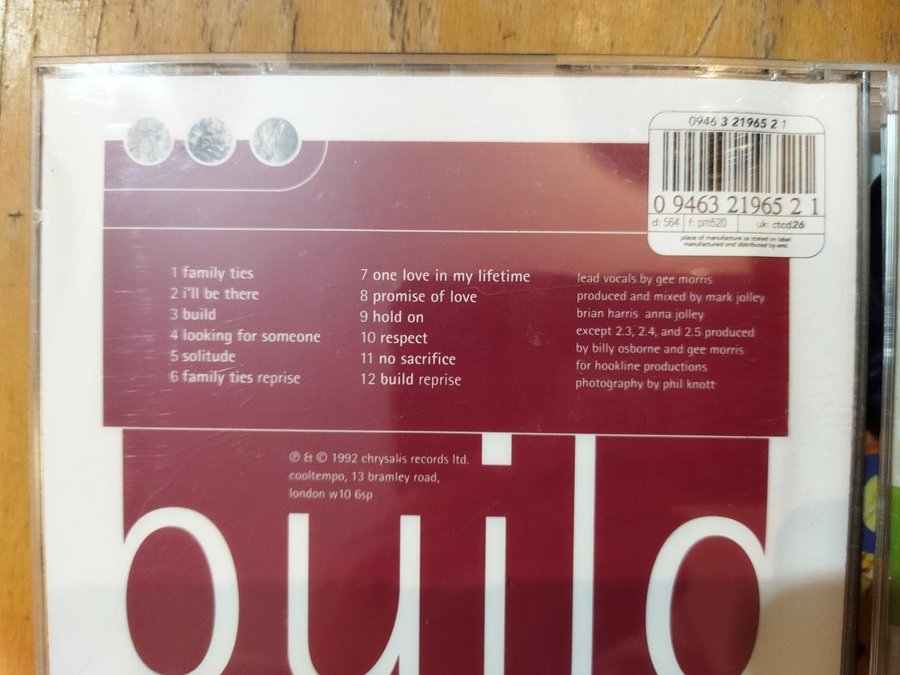 0946 3 21965 2 1
0 9463 21965 2 1
d: 564 f: pm520 uk: ctcd26
place of manufacture as stated on label
manufactured and distributed by emi.
1 family ties
2 i'll be there
3 build
4 looking for someone
5 solitude
6 family ties reprise
7 one love in my lifetime
8 promise of love
9 hold on
10 respect
11 no sacrifice
12 build reprise
lead vocals by gee morris
produced and mixed by mark jolley
brian harris anna jolley
except 2.3, 2.4, and 2.5 produced
by billy osborne and gee morris
for hookline productions
photography by phil knott
℗ & © 1992 chrysalis records ltd.
cooltempo, 13 bramley road,
london w10 6sp
build